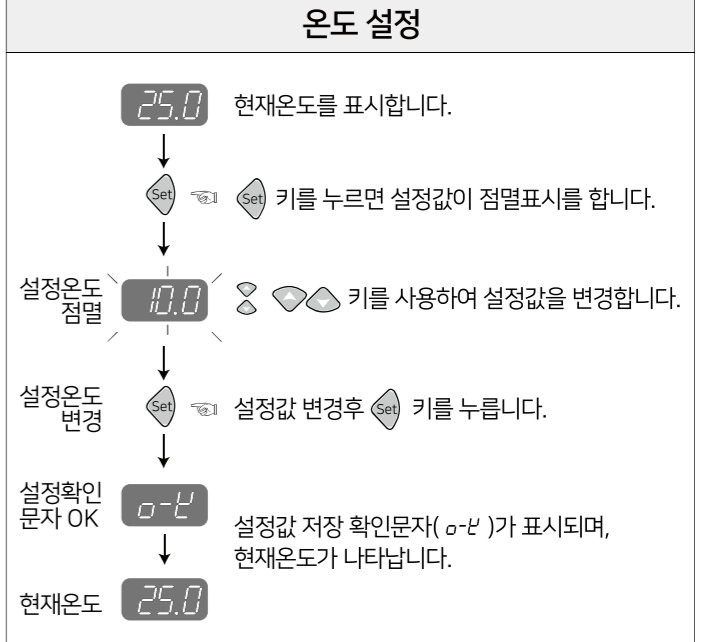 온도 설정
25.0 현재온도를 표시합니다.
Set Set 키를 누르면 설정값이 점멸표시를 합니다.
설정온도
점멸
10.0 키를 사용하여 설정값을 변경합니다.
설정온도
변경
Set 설정값 변경후 Set 키를 누릅니다.
설정확인
문자 OK
o-k
설정값 저장 확인문자( o-k )가 표시되며,
현재온도가 나타납니다.
현재온도 25.0